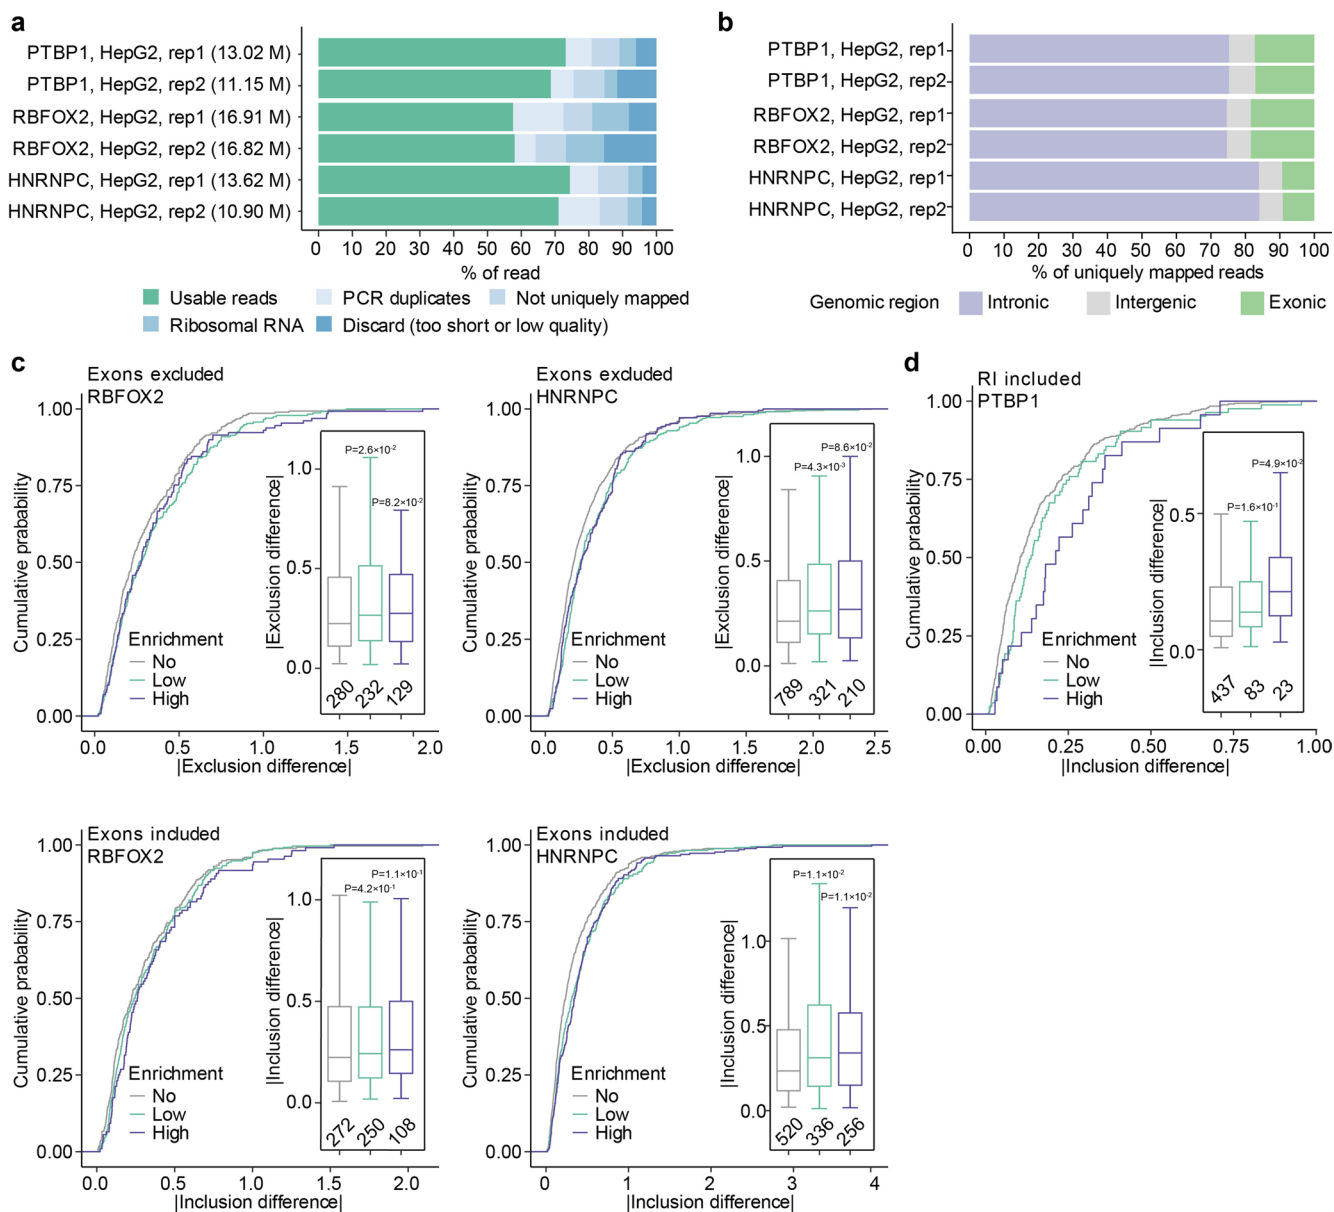 a
PTBP1, HepG2, rep1 (13.02 M)
PTBP1, HepG2, rep2 (11.15 M)
RBFOX2, HepG2, rep1 (16.91 M)
RBFOX2, HepG2, rep2 (16.82 M)
HNRNPC, HepG2, rep1 (13.62 M)
HNRNPC, HepG2, rep2 (10.90 M)
0 10 20 30 40 50 60 70 80 90 100
% of read
Usable reads PCR duplicates Not uniquely mapped
Ribosomal RNA Discard (too short or low quality)
b
PTBP1, HepG2, rep1
PTBP1, HepG2, rep2
RBFOX2, HepG2, rep1
RBFOX2, HepG2, rep2
HNRNPC, HepG2, rep1
HNRNPC, HepG2, rep2
0 10 20 30 40 50 60 70 80 90 100
% of uniquely mapped reads
Genomic region Intronic Intergenic Exonic
c
Exons excluded
RBFOX2
Cumulative prabability
1.00
0.75
0.50
0.25
0.00
Enrichment
No
Low
High
0.0 0.5 1.0 1.5 2.0
|Exclusion difference|
|Exclusion difference|
1.0
0.5
0.0
P=2.6×10-2
P=8.2×10-2
280 232 129
Exons excluded
HNRNPC
Cumulative prabability
1.00
0.75
0.50
0.25
0.00
Enrichment
No
Low
High
0.0 0.5 1.0 1.5 2.0 2.5
|Exclusion difference|
|Exclusion difference|
1.0
0.5
0.0
P=8.6×10-2
P=4.3×10-3
789 321 210
d
RI included
PTBP1
Cumulative prabability
1.00
0.75
0.50
0.25
0.00
Enrichment
No
Low
High
0.00 0.25 0.50 0.75 1.00
|Inclusion difference|
|Inclusion difference|
0.5
0.0
P=4.9×10-2
P=1.6×10-1
437 83 23
Exons included
RBFOX2
Cumulative prabability
1.00
0.75
0.50
0.25
0.00
Enrichment
No
Low
High
0.0 0.5 1.0 1.5 2.0
|Inclusion difference|
|Inclusion difference|
1.0
0.5
0.0
P=1.1×10-1
P=4.2×10-1
272 250 108
Exons included
HNRNPC
Cumulative prabability
1.00
0.75
0.50
0.25
0.00
Enrichment
No
Low
High
0 1 2 3 4
|Inclusion difference|
|Inclusion difference|
1.0
0.5
0.0
P=1.1×10-2
P=1.1×10-2
520 336 256